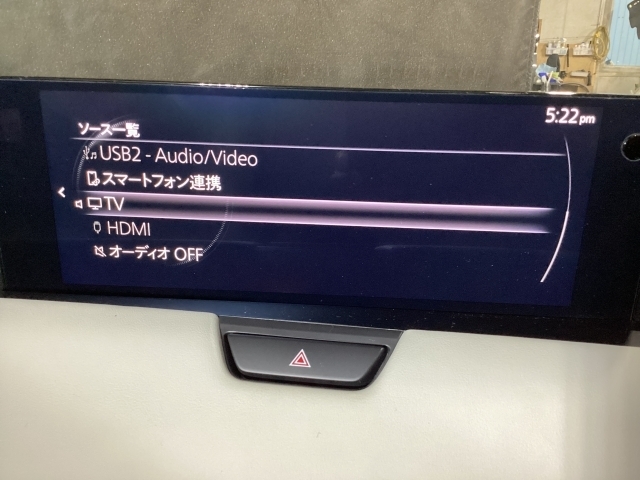 5:22pm
ソース一覧
USB2 - Audio/Video
スマートフォン連携
TV
HDMI
オーディオ OFF